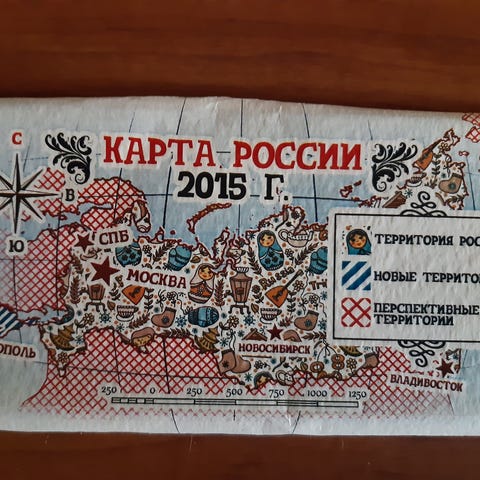 КАРТА РОССИИ
2015 Г.
С
В
Ю
СПБ
МОСКВА
НОВОСИБИРСК
ВЛАДИВОСТОК
ОПОЛЬ
ТЕРРИТОРИЯ РОС
НОВЫЕ ТЕРРИТО
ПЕРСПЕКТИВНЫЕ
ТЕРРИТОРИИ
250 0 250 500 750 1000 1250